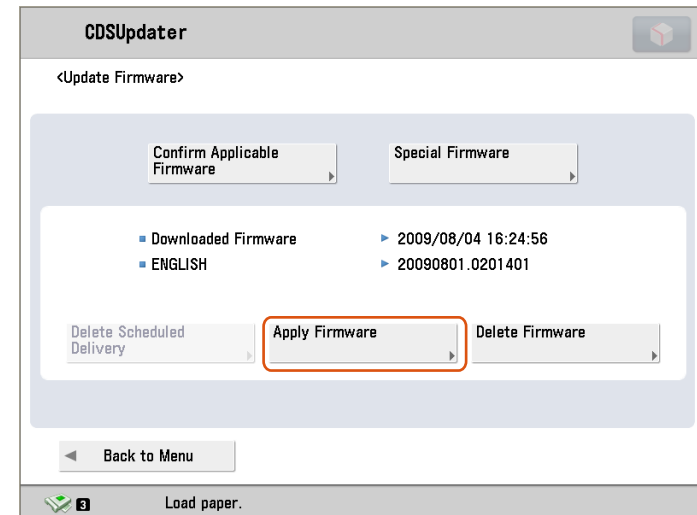 CDSUpdater
<Update Firmware>
Confirm Applicable
Firmware
Special Firmware
Downloaded Firmware
2009/08/04 16:24:56
ENGLISH
20090801.0201401
Delete Scheduled
Delivery
Apply Firmware
Delete Firmware
Back to Menu
3
Load paper.